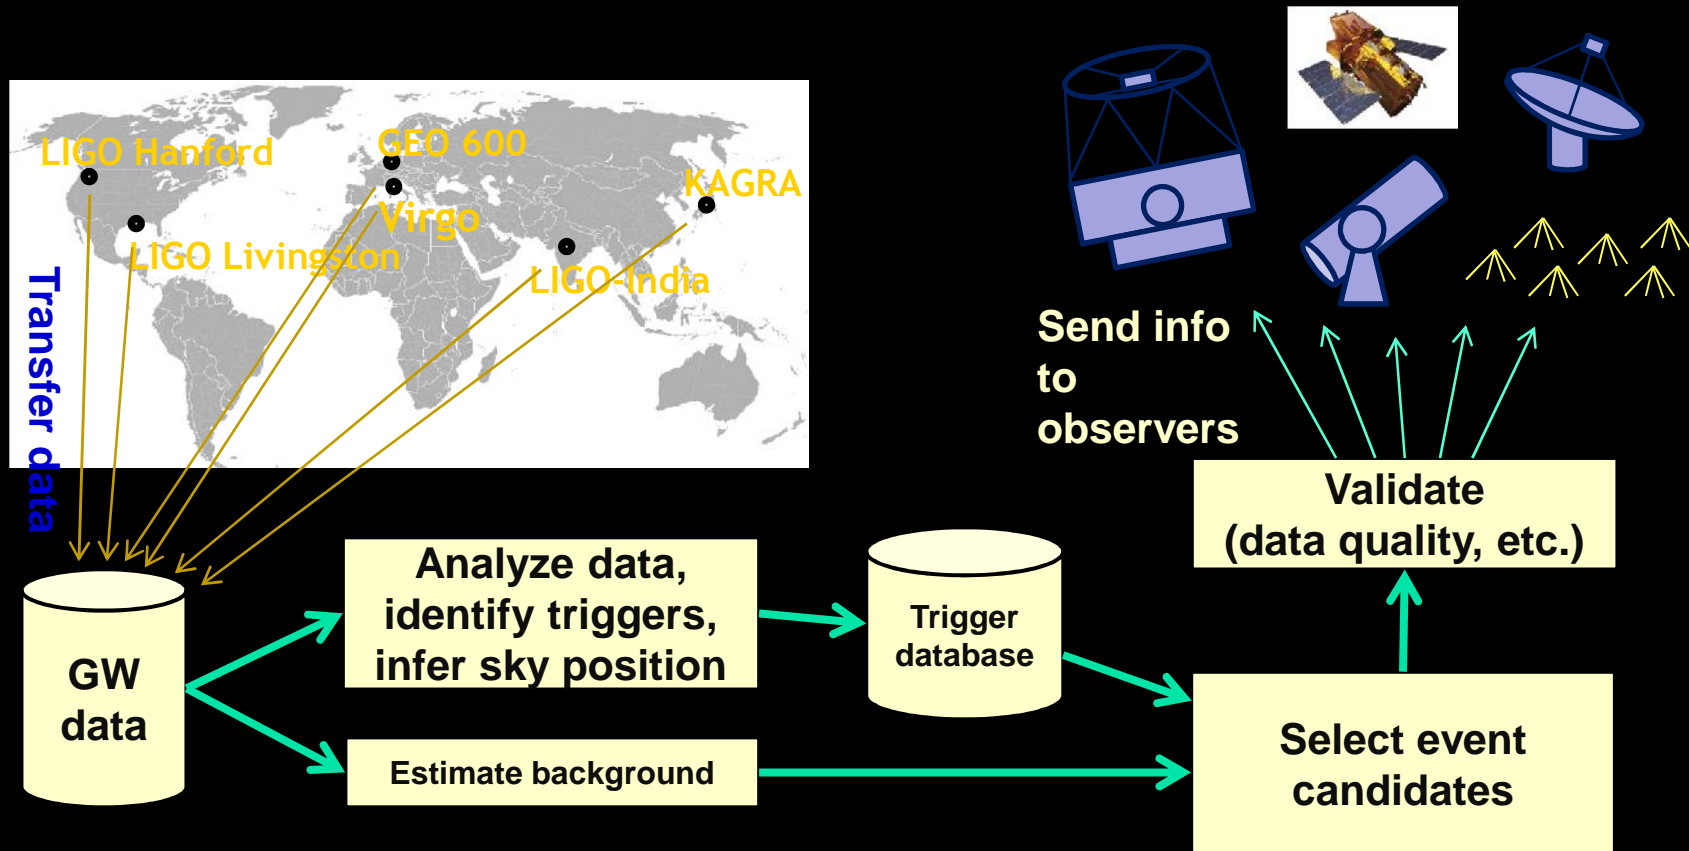 LIGO Hanford
GEO 600
KAGRA
Virgo
LIGO Livingston
LIGO-India
Transfer data
Send info
to
observers
Validate
(data quality, etc.)
Analyze data,
identify triggers,
infer sky position
Trigger
database
GW
data
Estimate background
Select event
candidates